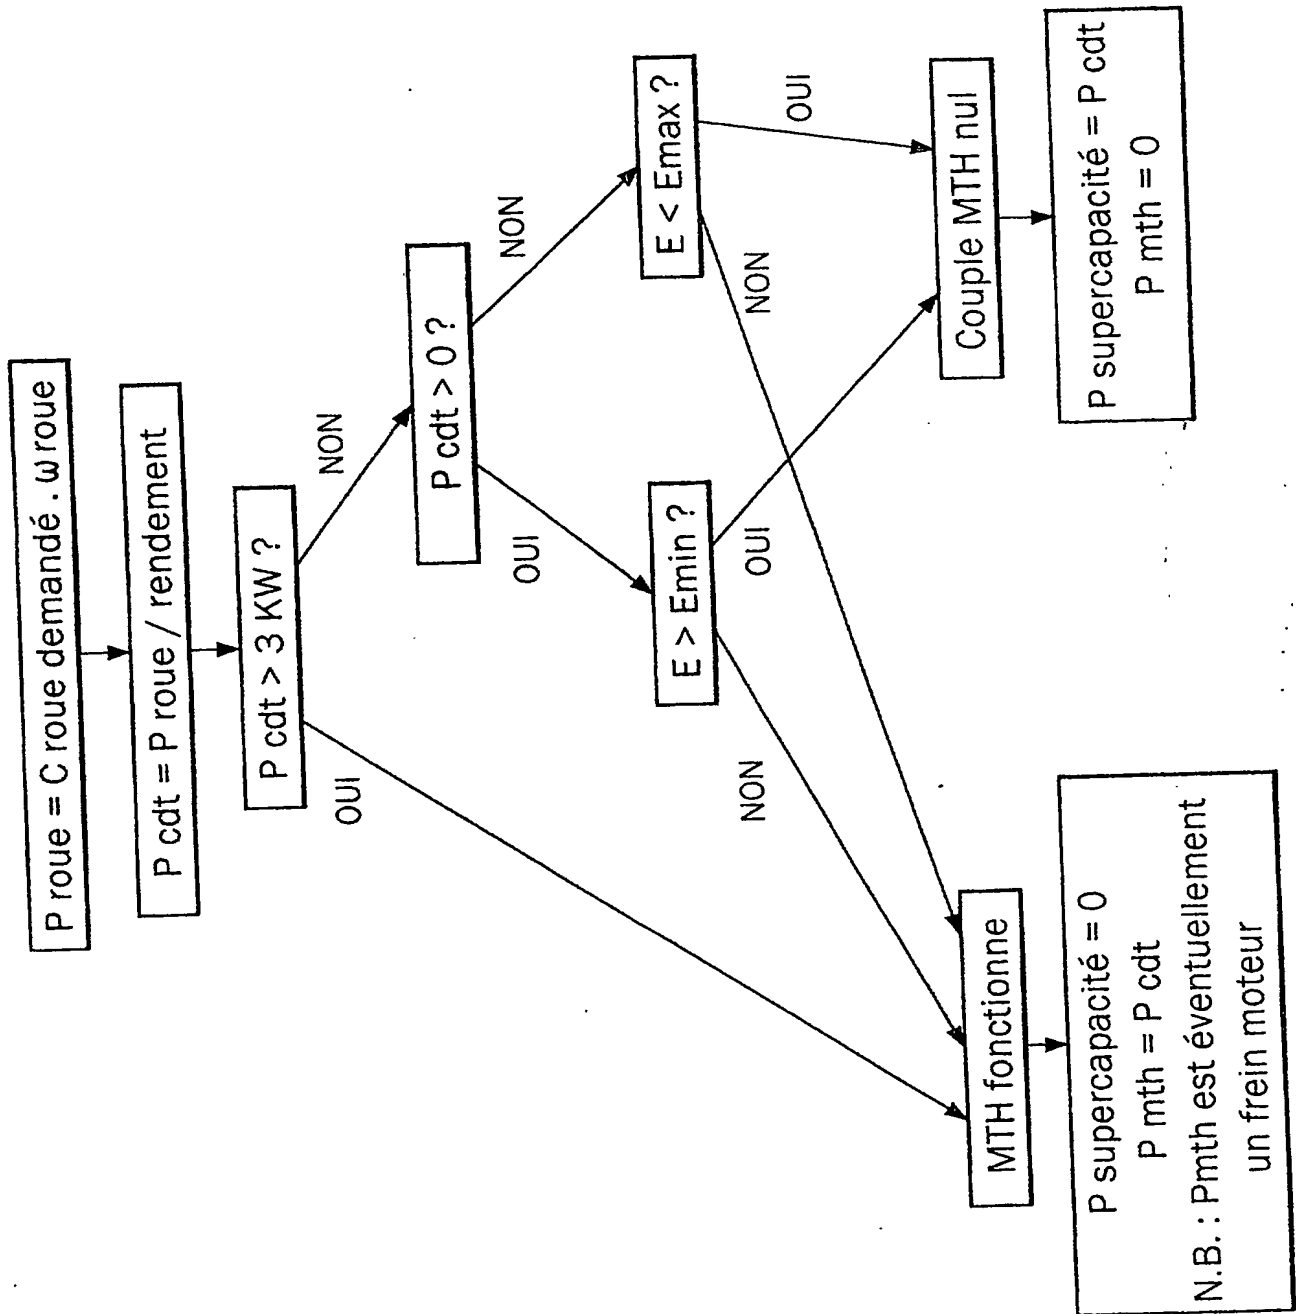 P roue = C roue demandé . ω roue
P cdt = P roue / rendement
P cdt > 3 KW ?
OUI
NON
P cdt > 0 ?
OUI
NON
E > Emin ?
E < Emax ?
NON
OUI
NON
OUI
MTH fonctionne
Couple MTH nul
P supercapacité = 0
P mth = P cdt
N.B. : Pmth est éventuellement
un frein moteur
P supercapacité = P cdt
P mth = 0